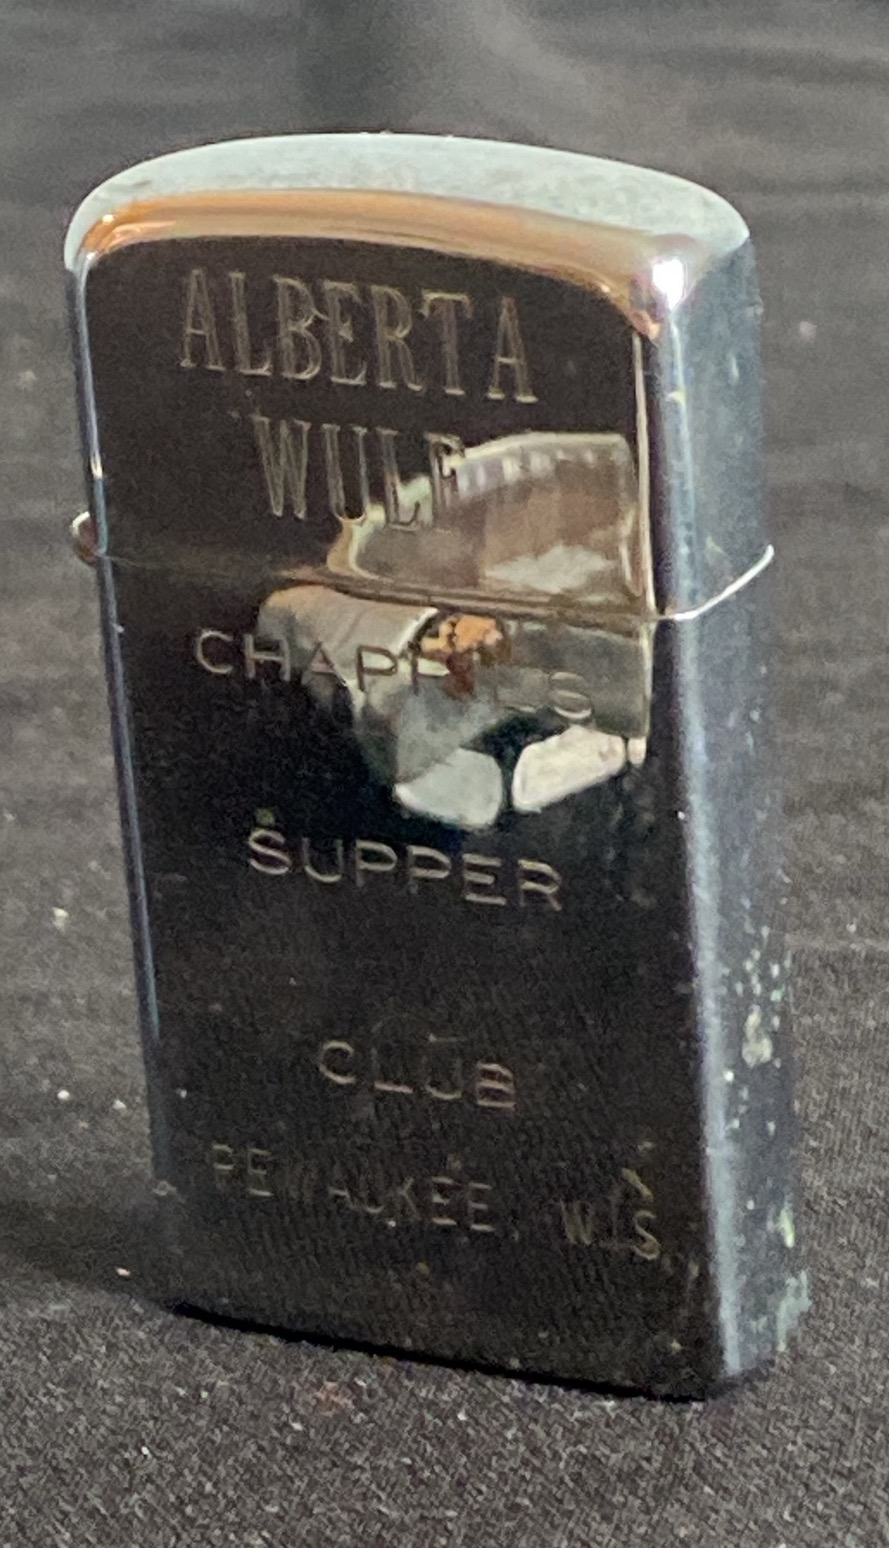 ALBERTA
WULF
SUPPER
CLUB
PEWAUKEE, WIS.